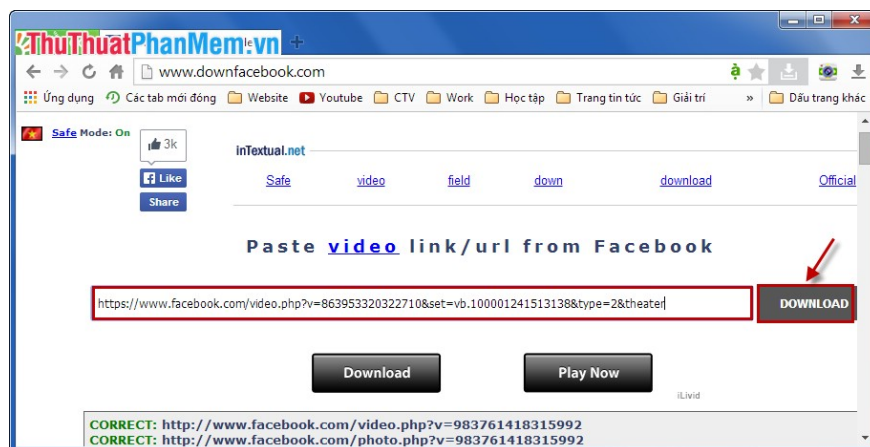 ThuThuatPhanMem.vn
www.downfacebook.com
Ứng dụng Các tab mới đóng Website Youtube CTV Work Học tập Trang tin tức Giải trí » Dấu trang khác
Safe Mode: On
3k
Like
Share
inTextual.net
Safe video field down download Official
Paste video link/url from Facebook
https://www.facebook.com/video.php?v=863953320322710&set=vb.100001241513138&type=2&theater
DOWNLOAD
Download Play Now
iLivid
CORRECT: http://www.facebook.com/video.php?v=983761418315992
CORRECT: http://www.facebook.com/photo.php?v=983761418315992